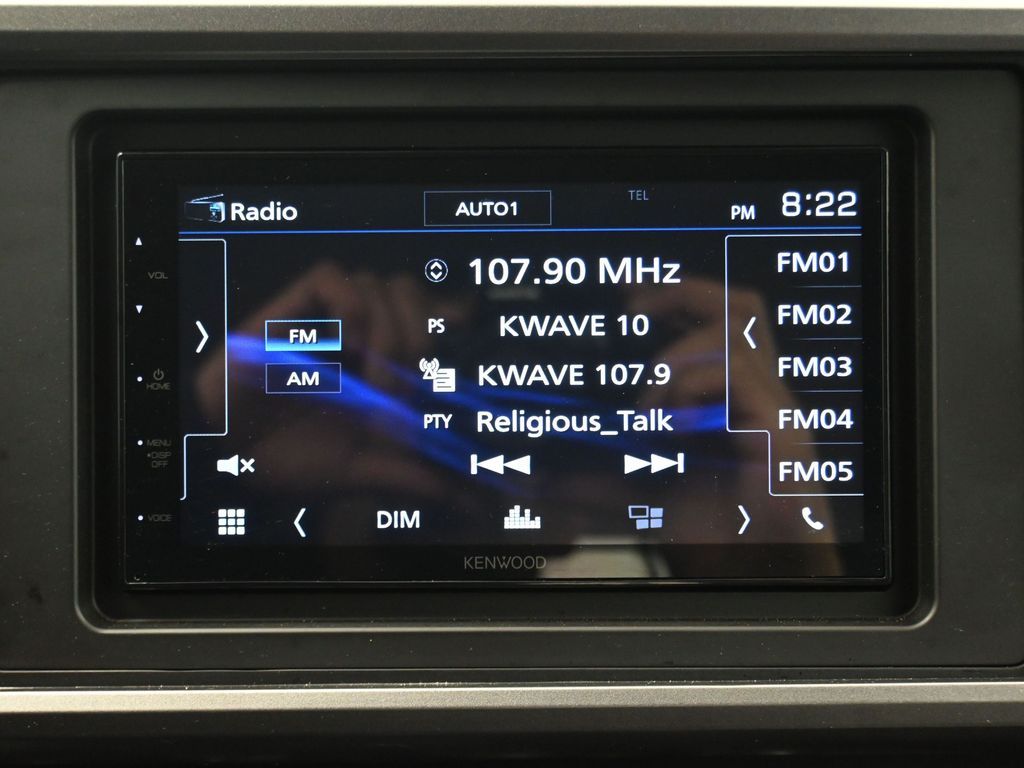 Radio
AUTO1
TEL
PM 8:22
VOL
HOME
MENU
•DISP
OFF
VOICE
FM
AM
107.90 MHz
PS KWAVE 10
KWAVE 107.9
PTY Religious_Talk
FM01
FM02
FM03
FM04
FM05
DIM
KENWOOD